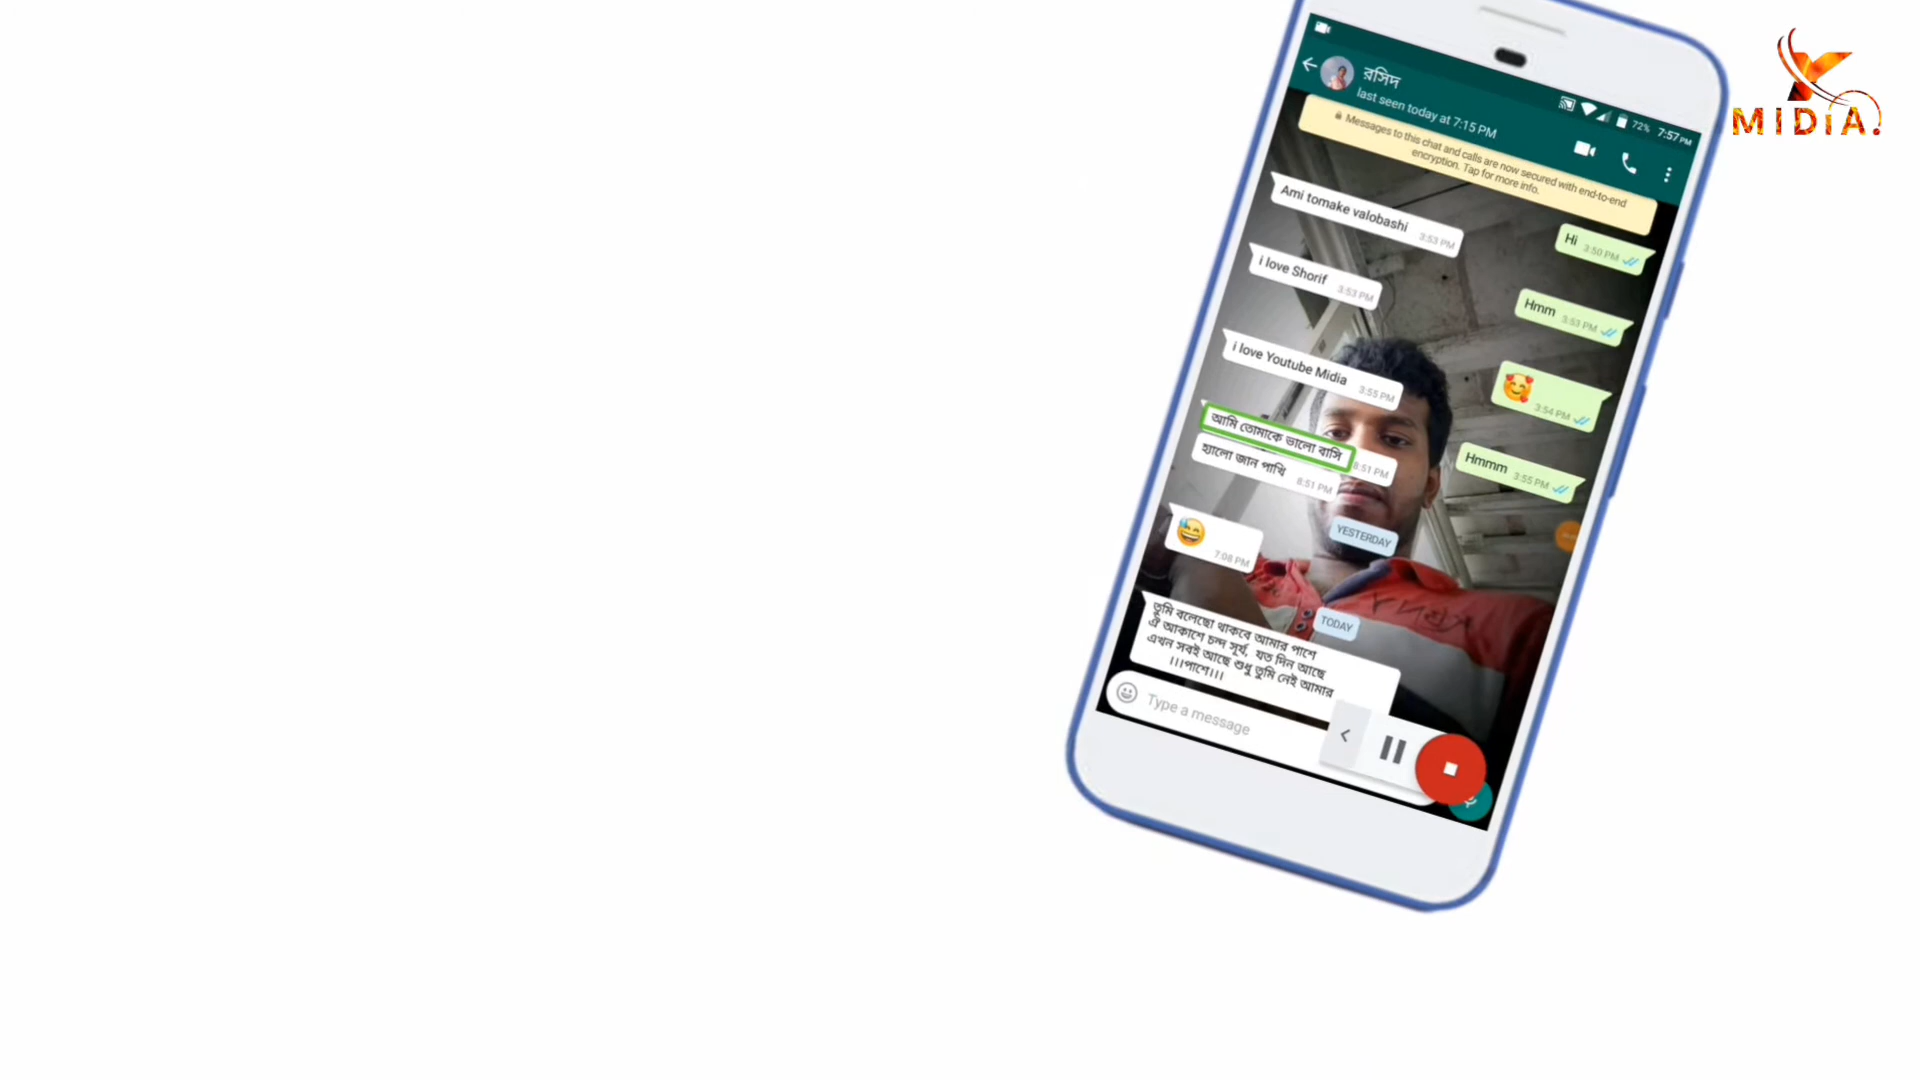 রসিদ
last seen today at 7:15 PM
72% 7:57 PM
MIDiA.
Messages to this chat and calls are now secured with end-to-end
encryption. Tap for more info.
Hi 3:50 PM
Ami tomake valobashi 3:53 PM
Hmm 3:53 PM
i love Shorif 3:53 PM
3:54 PM
i love Youtube Midia 3:55 PM
Hmmm 3:55 PM
আমি তোমাকে ভালো বাসি 8:51 PM
হ্যালো জান পাখি 8:51 PM
YESTERDAY
7:08 PM
TODAY
তুমি বলেছো থাকবে আমার পাশে
ঐ আকাশে চন্দ সূর্য, যত দিন আছে
এখন সবই আছে শুধু তুমি নেই আমার
।।।পাশে।।।
Type a message